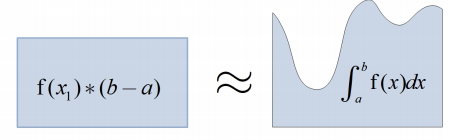 f(x₁)∗(b−a) ≈ ∫ₐᵇ f(x)dx